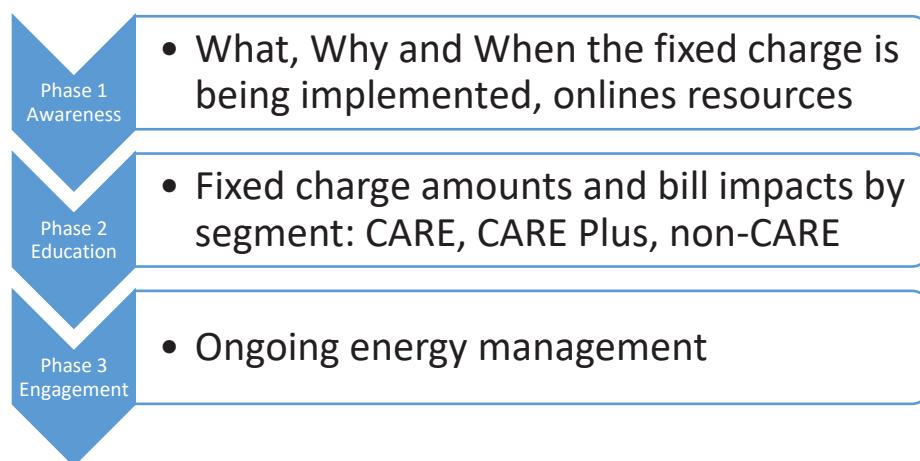 Phase 1
Awareness
• What, Why and When the fixed charge is
being implemented, onlines resources
Phase 2
Education
• Fixed charge amounts and bill impacts by
segment: CARE, CARE Plus, non-CARE
Phase 3
Engagement
• Ongoing energy management